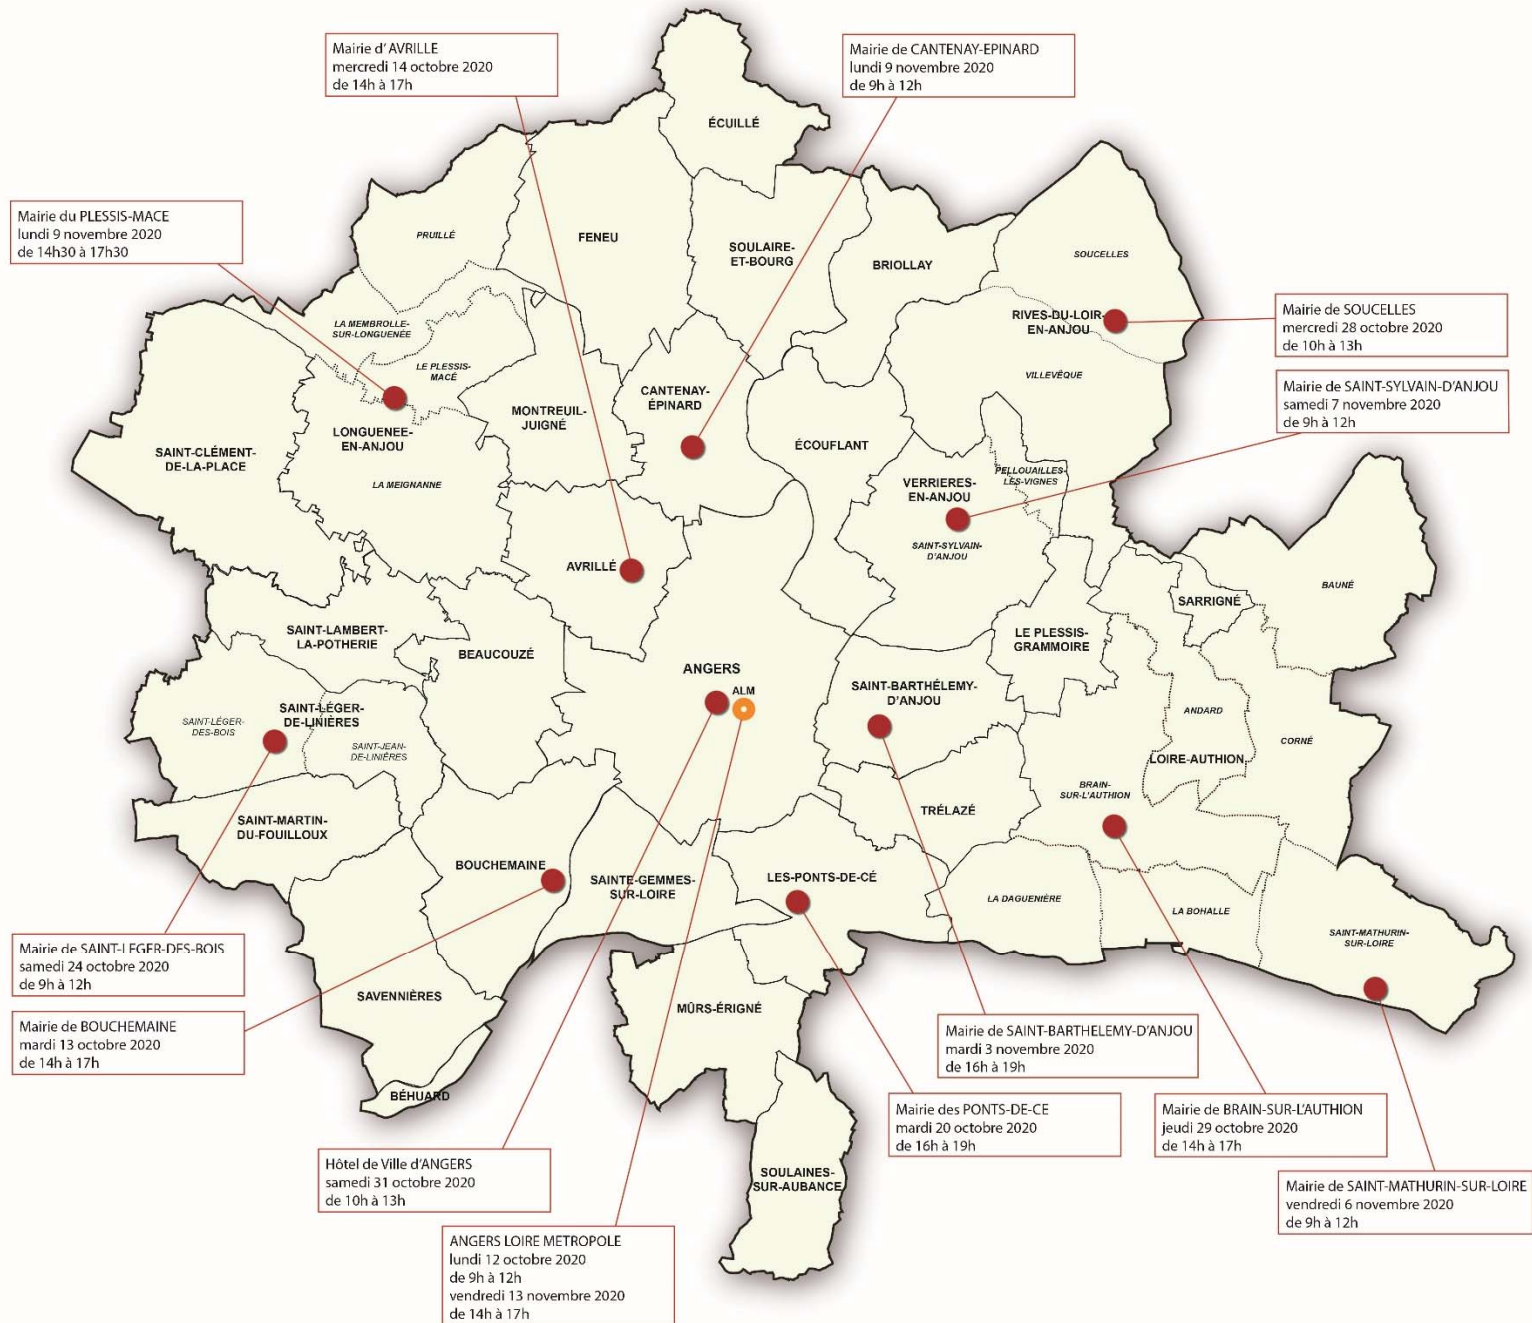 Mairie d' AVRILLE
mercredi 14 octobre 2020
de 14h à 17h
Mairie de CANTENAY-EPINARD
lundi 9 novembre 2020
de 9h à 12h
ÉCUILLÉ
Mairie du PLESSIS-MACE
lundi 9 novembre 2020
de 14h30 à 17h30
PRUILLÉ
FENEU
SOULAIRE-
ET-BOURG
BRIOLLAY
SOUCELLES
LA MEMBROLLE-
SUR-LONGUENÉE
RIVES-DU-LOIR-
EN-ANJOU
Mairie de SOUCELLES
mercredi 28 octobre 2020
de 10h à 13h
LE PLESSIS-
MACÉ
VILLEVÊQUE
Mairie de SAINT-SYLVAIN-D'ANJOU
samedi 7 novembre 2020
de 9h à 12h
CANTENAY-
ÉPINARD
MONTREUIL-
JUIGNÉ
LONGUENEE-
EN-ANJOU
ÉCOUFLANT
SAINT-CLÉMENT-
DE-LA-PLACE
LA MEIGNANNE
PELLOUAILLES-
LES-VIGNES
VERRIERES-
EN-ANJOU
SAINT-SYLVAIN-
D'ANJOU
AVRILLÉ
BAUNÉ
SARRIGNÉ
SAINT-LAMBERT-
LA-POTHERIE
BEAUCOUZÉ
LE PLESSIS-
GRAMMOIRE
ANGERS
ALM
SAINT-BARTHÉLEMY-
D'ANJOU
SAINT-LÉGER-
DE-LINIÈRES
SAINT-LÉGER-
DES-BOIS
SAINT-JEAN-
DE-LINIÈRES
ANDARD
CORNÉ
LOIRE-AUTHION
BRAIN-
SUR-L'AUTHION
TRÉLAZÉ
SAINT-MARTIN-
DU-FOUILLOUX
BOUCHEMAINE
SAINTE-GEMMES-
SUR-LOIRE
LES-PONTS-DE-CÉ
LA DAGUENIÈRE
LA BOHALLE
SAINT-MATHURIN-
SUR-LOIRE
Mairie de SAINT-LEGER-DES-BOIS
samedi 24 octobre 2020
de 9h à 12h
SAVENNIÈRES
MÛRS-ÉRIGNÉ
Mairie de BOUCHEMAINE
mardi 13 octobre 2020
de 14h à 17h
Mairie de SAINT-BARTHELEMY-D'ANJOU
mardi 3 novembre 2020
de 16h à 19h
BÉHUARD
Mairie des PONTS-DE-CE
mardi 20 octobre 2020
de 16h à 19h
Mairie de BRAIN-SUR-L'AUTHION
jeudi 29 octobre 2020
de 14h à 17h
Hôtel de Ville d'ANGERS
samedi 31 octobre 2020
de 10h à 13h
SOULAINES-
SUR-AUBANCE
Mairie de SAINT-MATHURIN-SUR-LOIRE
vendredi 6 novembre 2020
de 9h à 12h
ANGERS LOIRE METROPOLE
lundi 12 octobre 2020
de 9h à 12h
vendredi 13 novembre 2020
de 14h à 17h